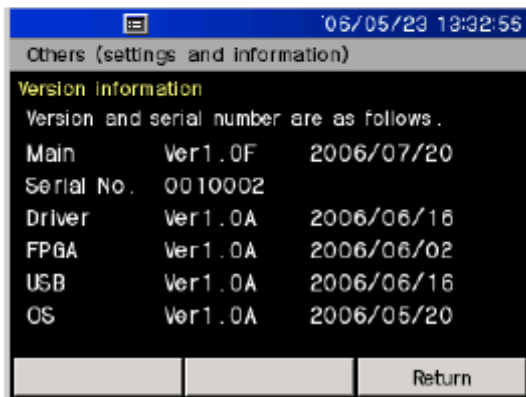 '06/05/23 13:32:55
Others (settings and information)
Version information
Version and serial number are as follows.
Main Ver1.0F 2006/07/20
Serial No. 0010002
Driver Ver1.0A 2006/06/16
FPGA Ver1.0A 2006/06/02
USB Ver1.0A 2006/06/16
OS Ver1.0A 2006/05/20
Return